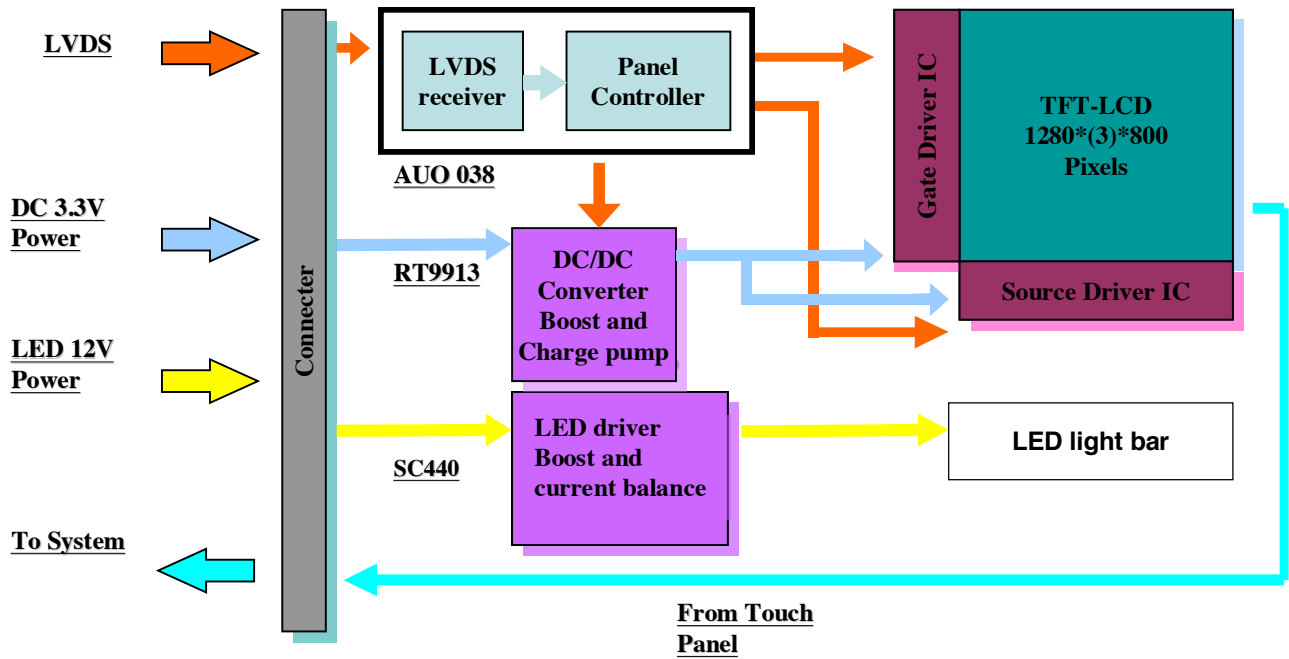 LVDS
LVDS
receiver
Panel
Controller
AUO 038
Gate Driver IC
TFT-LCD
1280*(3)*800
Pixels
Source Driver IC
DC 3.3V
Power
Connecter
RT9913
DC/DC
Converter
Boost and
Charge pump
LED 12V
Power
SC440
LED driver
Boost and
current balance
LED light bar
To System
From Touch
Panel